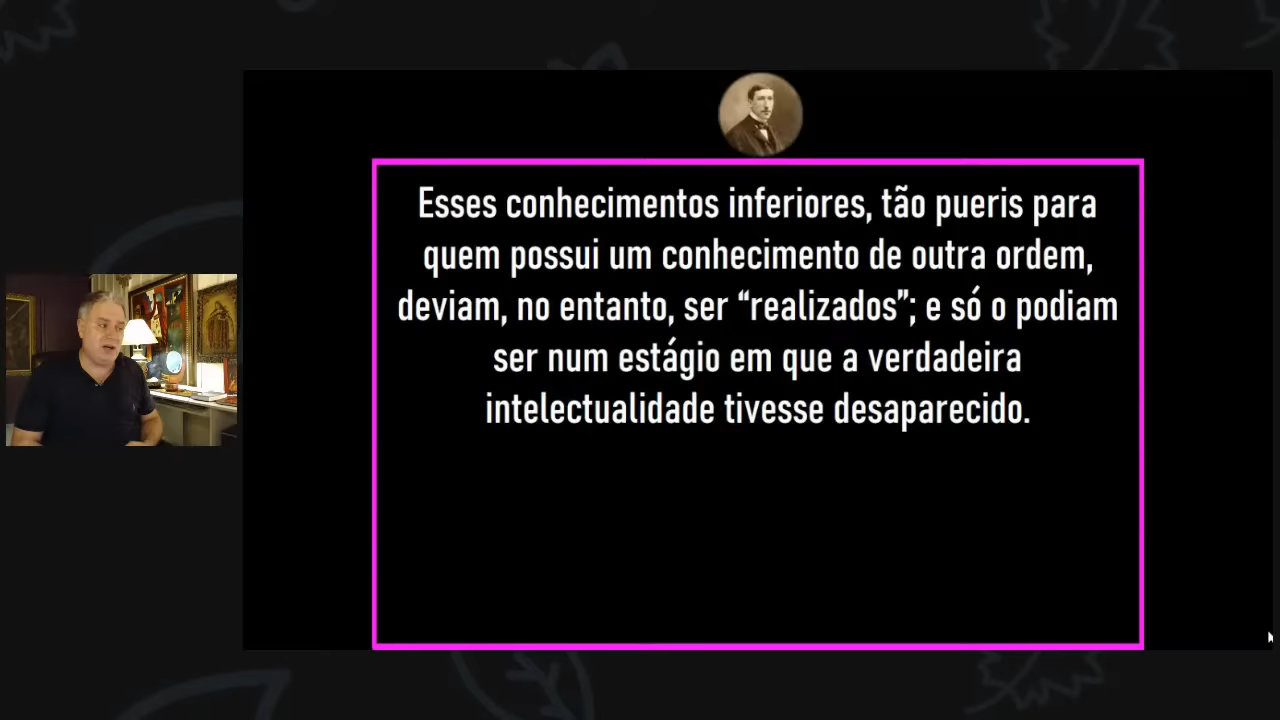 Esses conhecimentos inferiores, tão pueris para
quem possui um conhecimento de outra ordem,
deviam, no entanto, ser “realizados”; e só o podiam
ser num estágio em que a verdadeira
intelectualidade tivesse desaparecido.